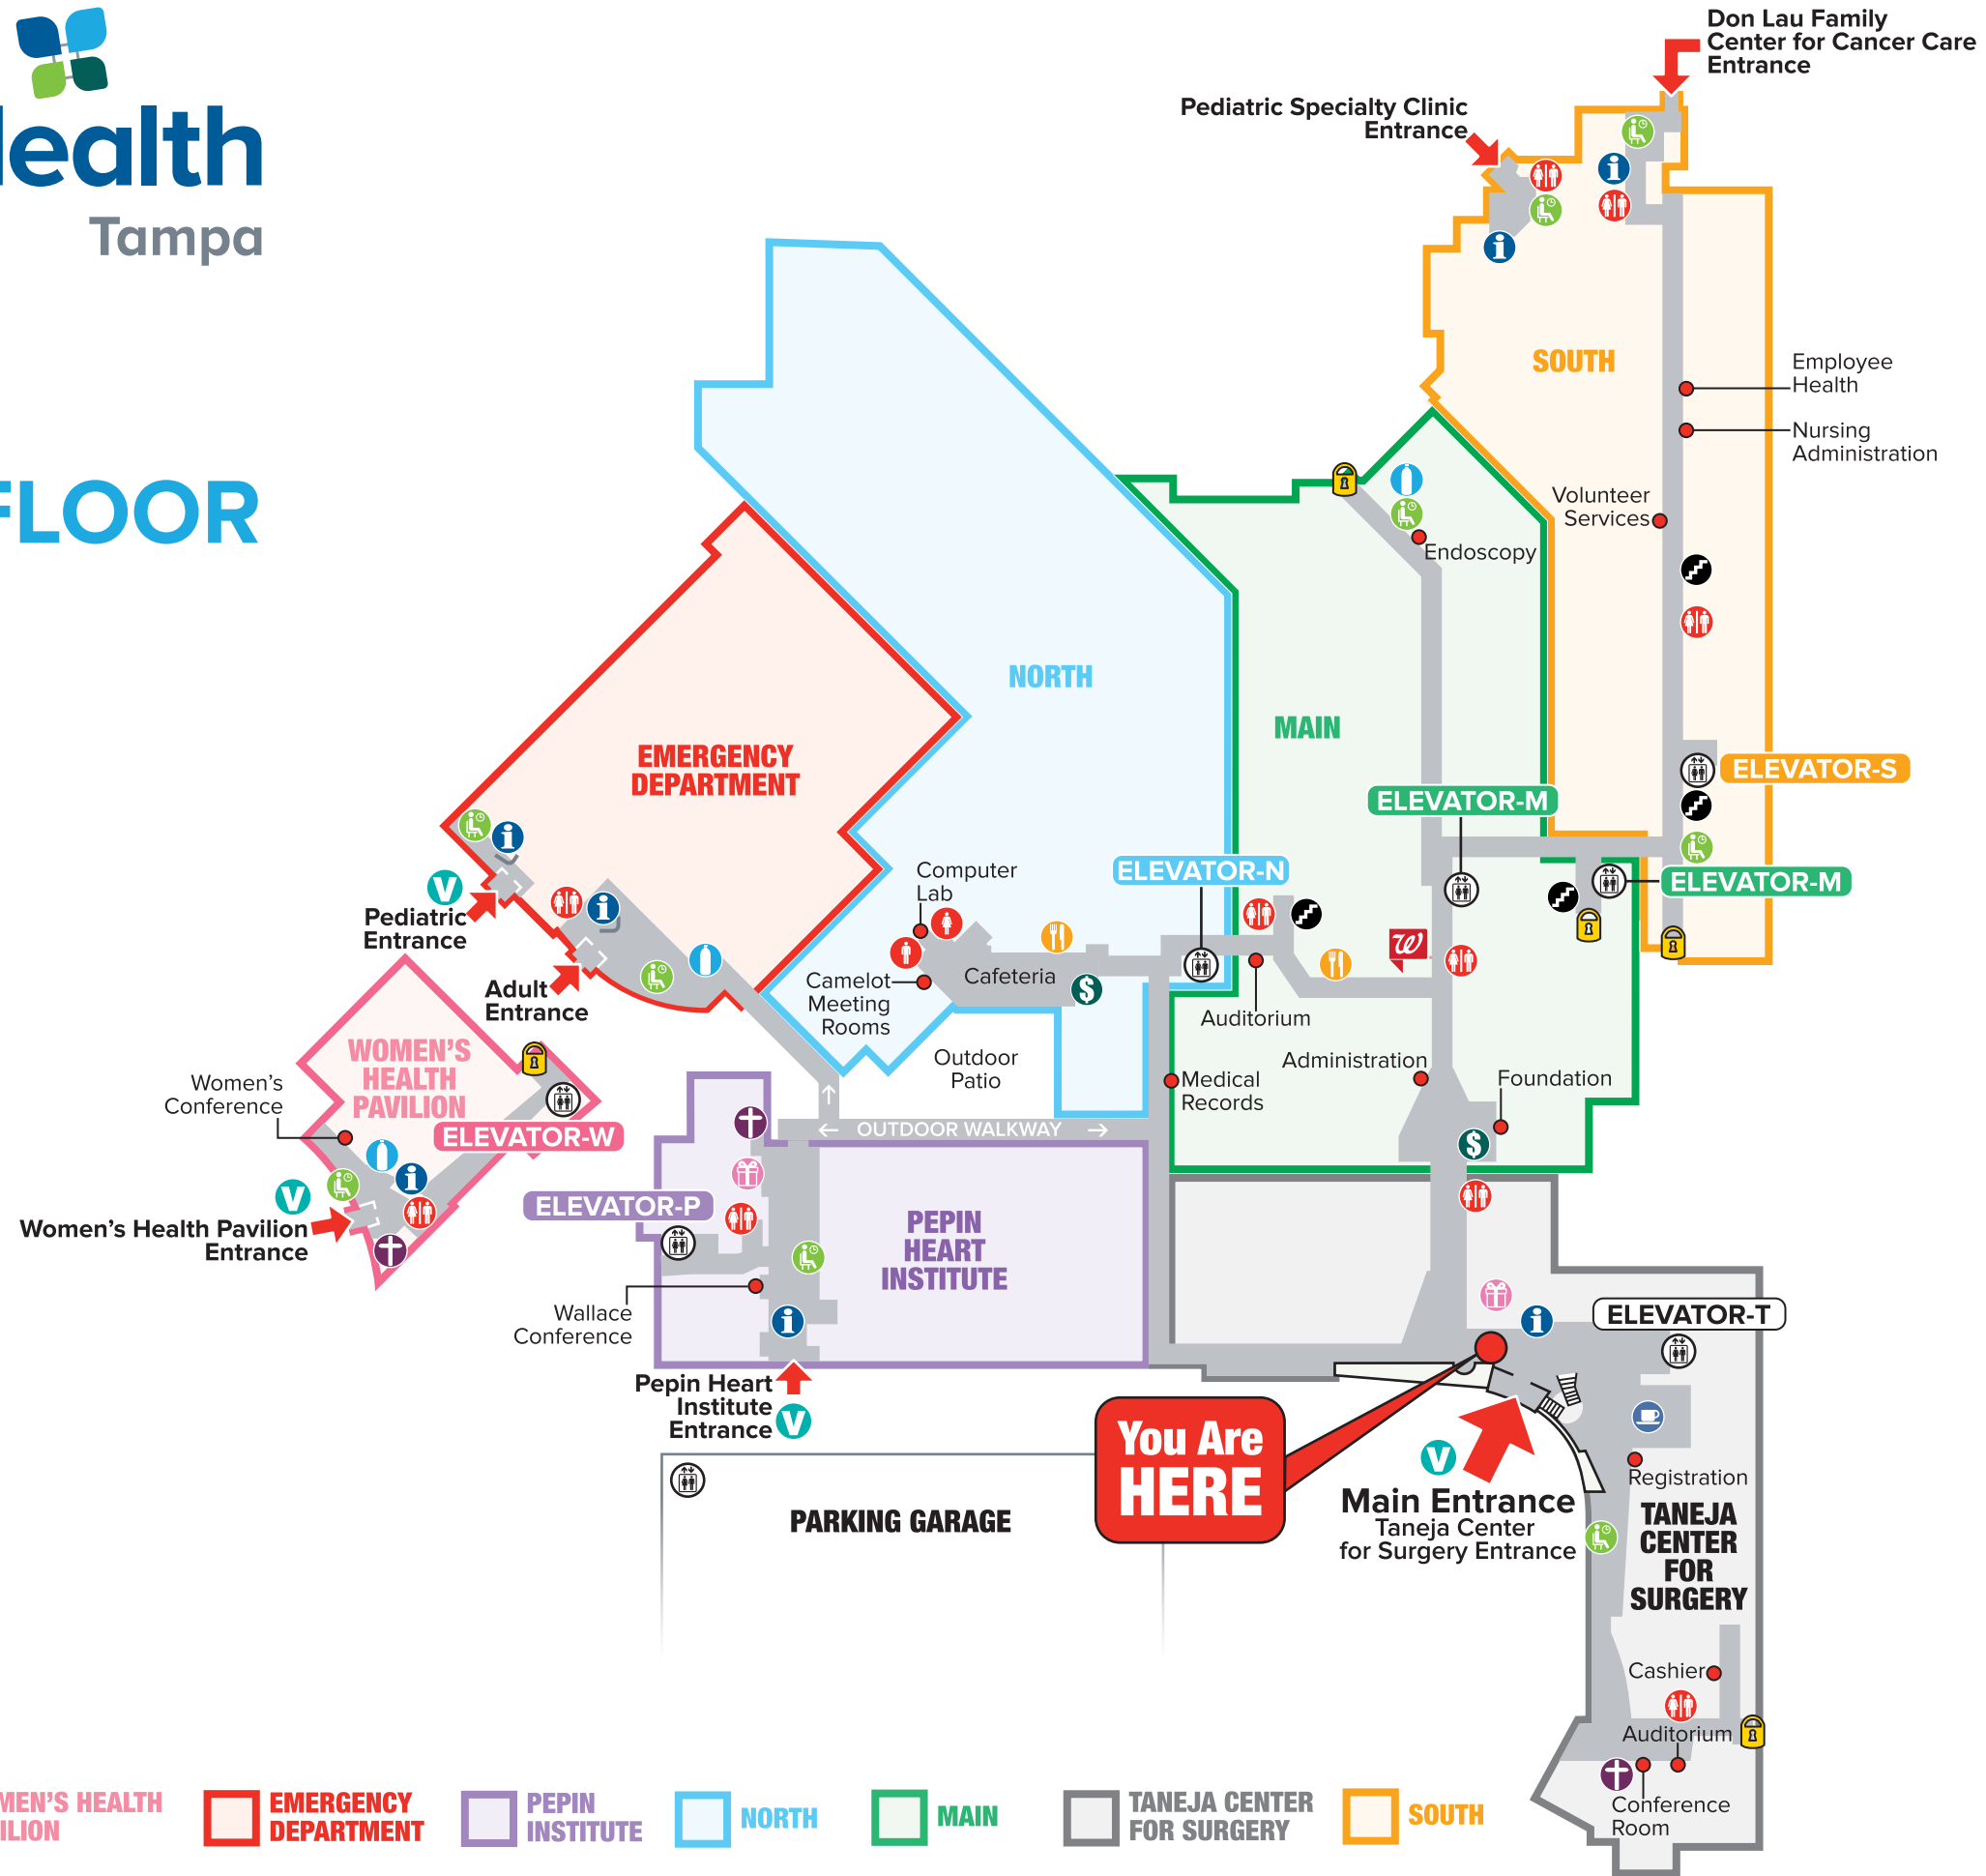 ealth
Tampa
FLOOR
Don Lau Family
Center for Cancer Care
Entrance
Pediatric Specialty Clinic
Entrance
SOUTH
Employee
Health
Nursing
Administration
Volunteer
Services
Endoscopy
NORTH
MAIN
EMERGENCY
DEPARTMENT
ELEVATOR-S
ELEVATOR-M
ELEVATOR-N
ELEVATOR-M
Computer
Lab
V
Pediatric
Entrance
Adult
Entrance
Camelot
Meeting
Rooms
Cafeteria
$
W
Auditorium
Outdoor
Patio
Administration
Medical
Records
Foundation
$
WOMEN'S
HEALTH
PAVILION
Women's
Conference
ELEVATOR-W
OUTDOOR WALKWAY
V
Women's Health Pavilion
Entrance
ELEVATOR-P
PEPIN
HEART
INSTITUTE
Wallace
Conference
Pepin Heart
Institute
Entrance
V
ELEVATOR-T
You Are
HERE
V
Main Entrance
Taneja Center
for Surgery Entrance
Registration
PARKING GARAGE
TANEJA
CENTER
FOR
SURGERY
Cashier
Auditorium
Conference
Room
MEN'S HEALTH
ILION
EMERGENCY
DEPARTMENT
PEPIN
INSTITUTE
NORTH
MAIN
TANEJA CENTER
FOR SURGERY
SOUTH